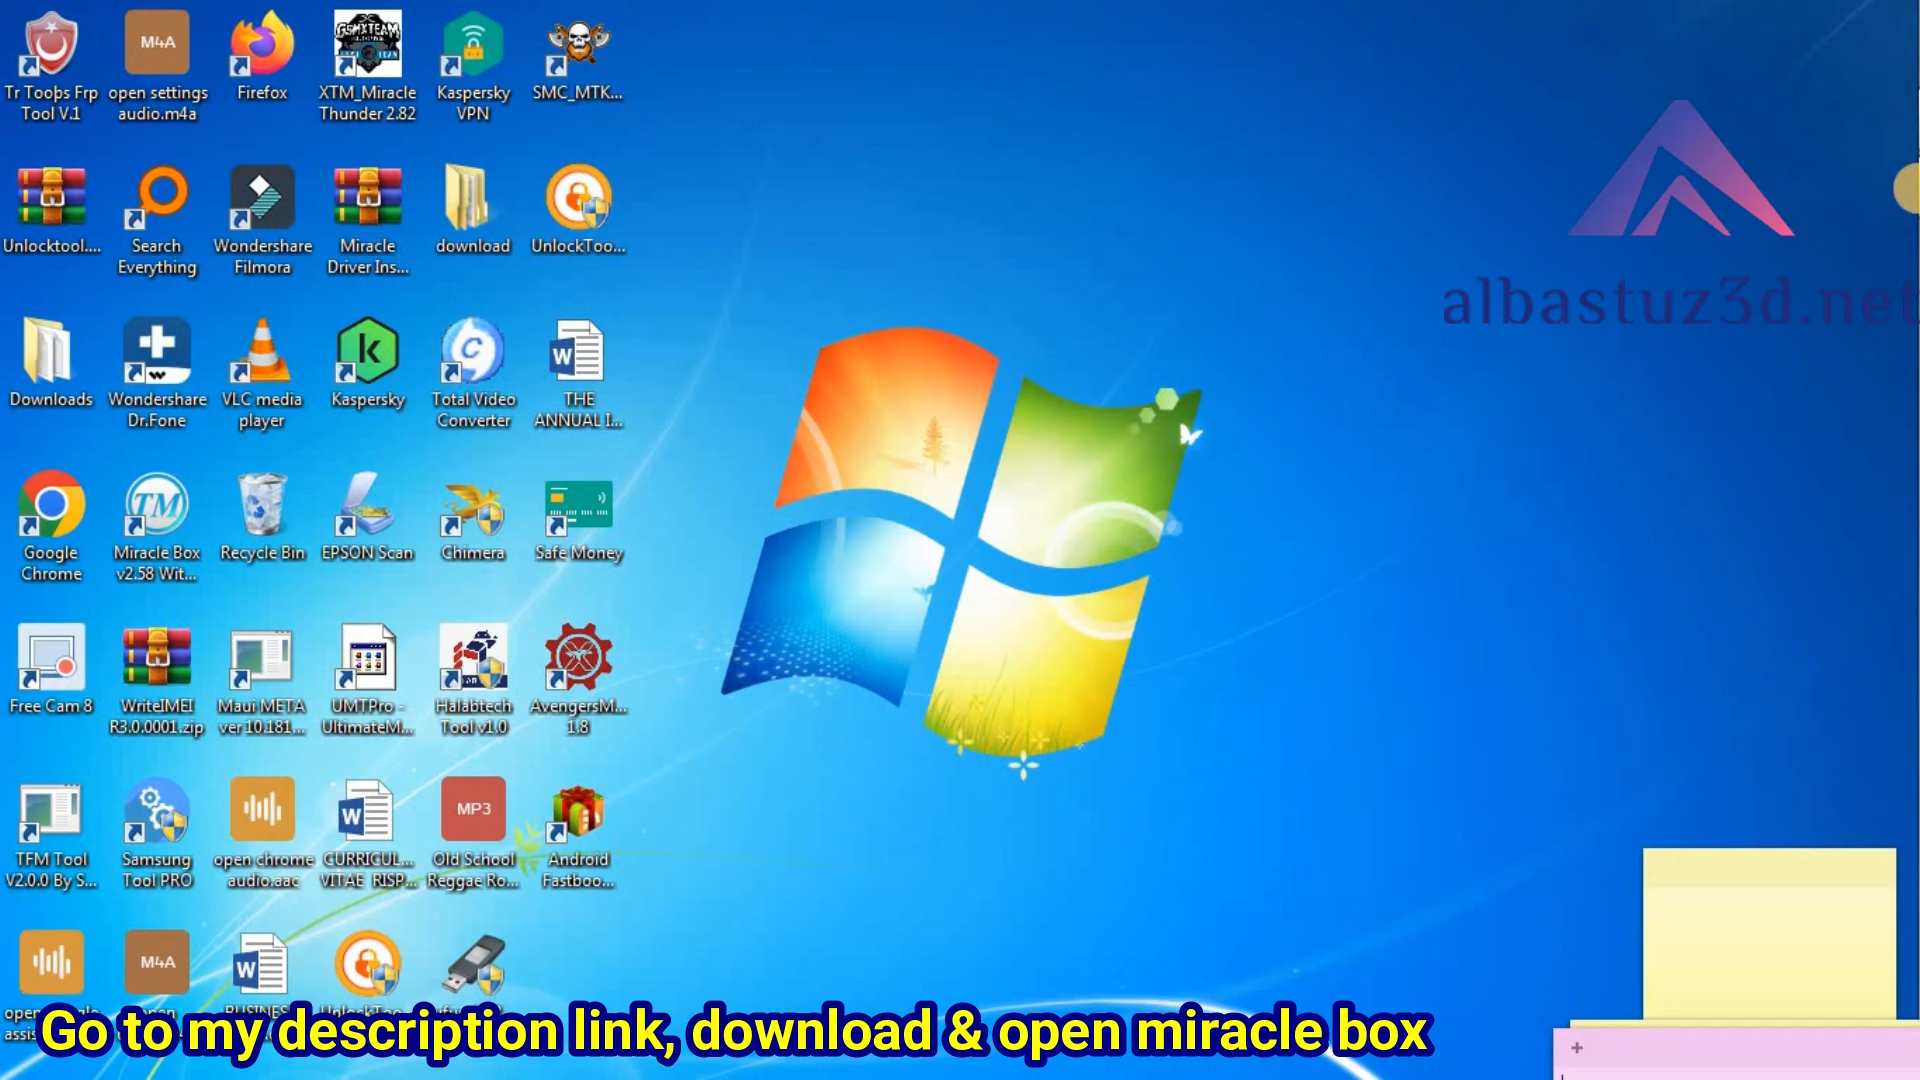 Tr Tooþs Frp
Tool V.1
M4A
open settings
audio.m4a
Firefox
GSMXTEAM
XTM_Miracle
Thunder 2.82
Kaspersky
VPN
SMC_MTK...
albastuz3d.net
Unlocktool....
Search
Everything
Wondershare
Filmora
Miracle
Driver Ins...
download
UnlockToo...
Downloads
Wondershare
Dr.Fone
VLC media
player
k
Kaspersky
C
Total Video
Converter
W
THE
ANNUAL I...
Google
Chrome
TM
Miracle Box
v2.58 Wit...
Recycle Bin
EPSON Scan
Chimera
Safe Money
Free Cam 8
WriteIMEI
R3.0.0001.zip
Maui META
ver 10.181...
UMTPro -
UltimateM...
Halabtech
Tool v1.0
AvengersM...
1.8
TFM Tool
V2.0.0 By S...
Samsung
Tool PRO
open chrome
audio.aac
W
CURRICUL...
VITAE RISP...
MP3
Old School
Reggae Ro...
Android
Fastboo...
M4A
W
Go to my description link, download & open miracle box
+